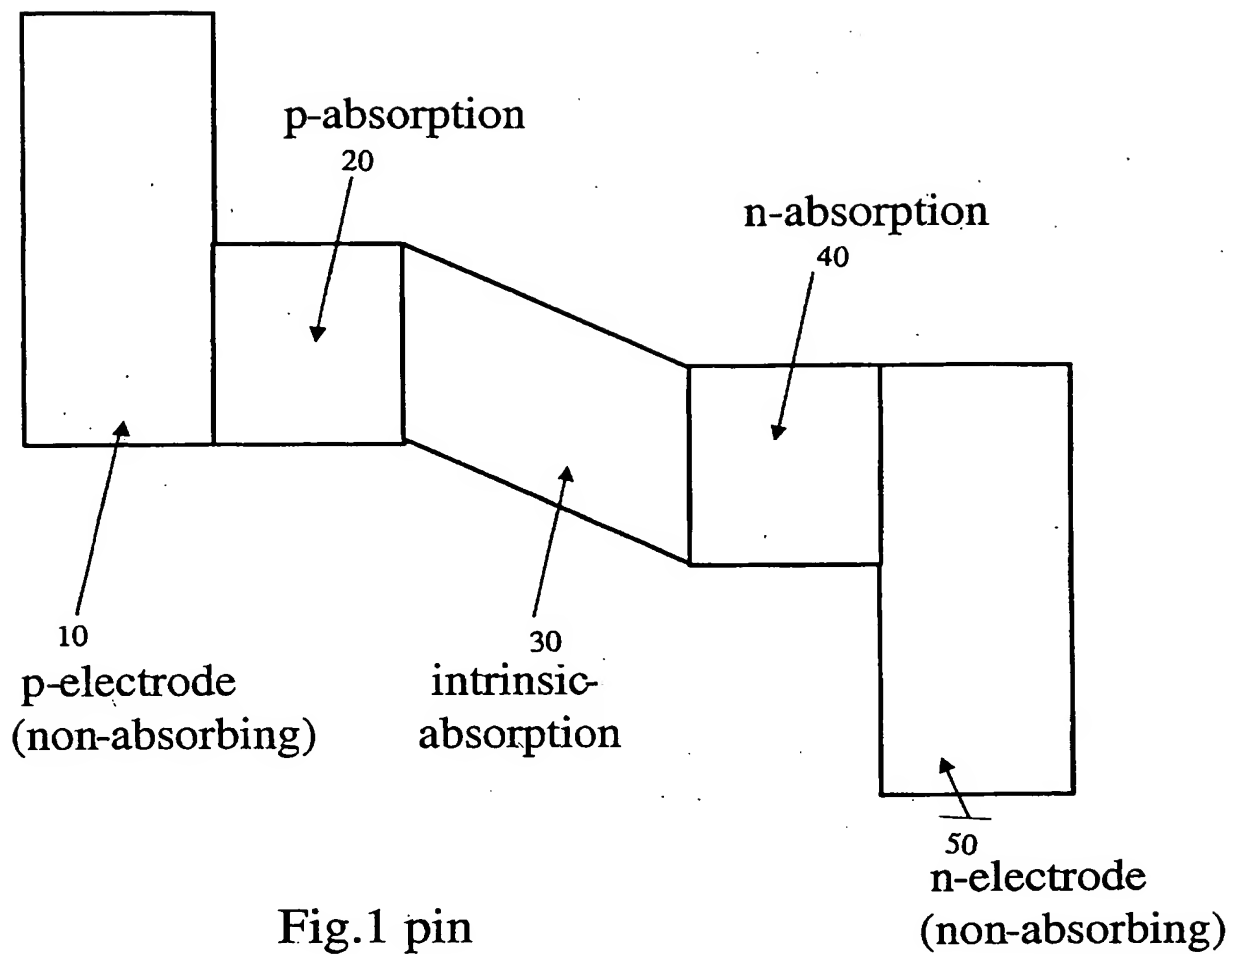 p-absorption
20
n-absorption
40
10
p-electrode
(non-absorbing)
30
intrinsic-
absorption
50
n-electrode
(non-absorbing)
Fig.1 pin